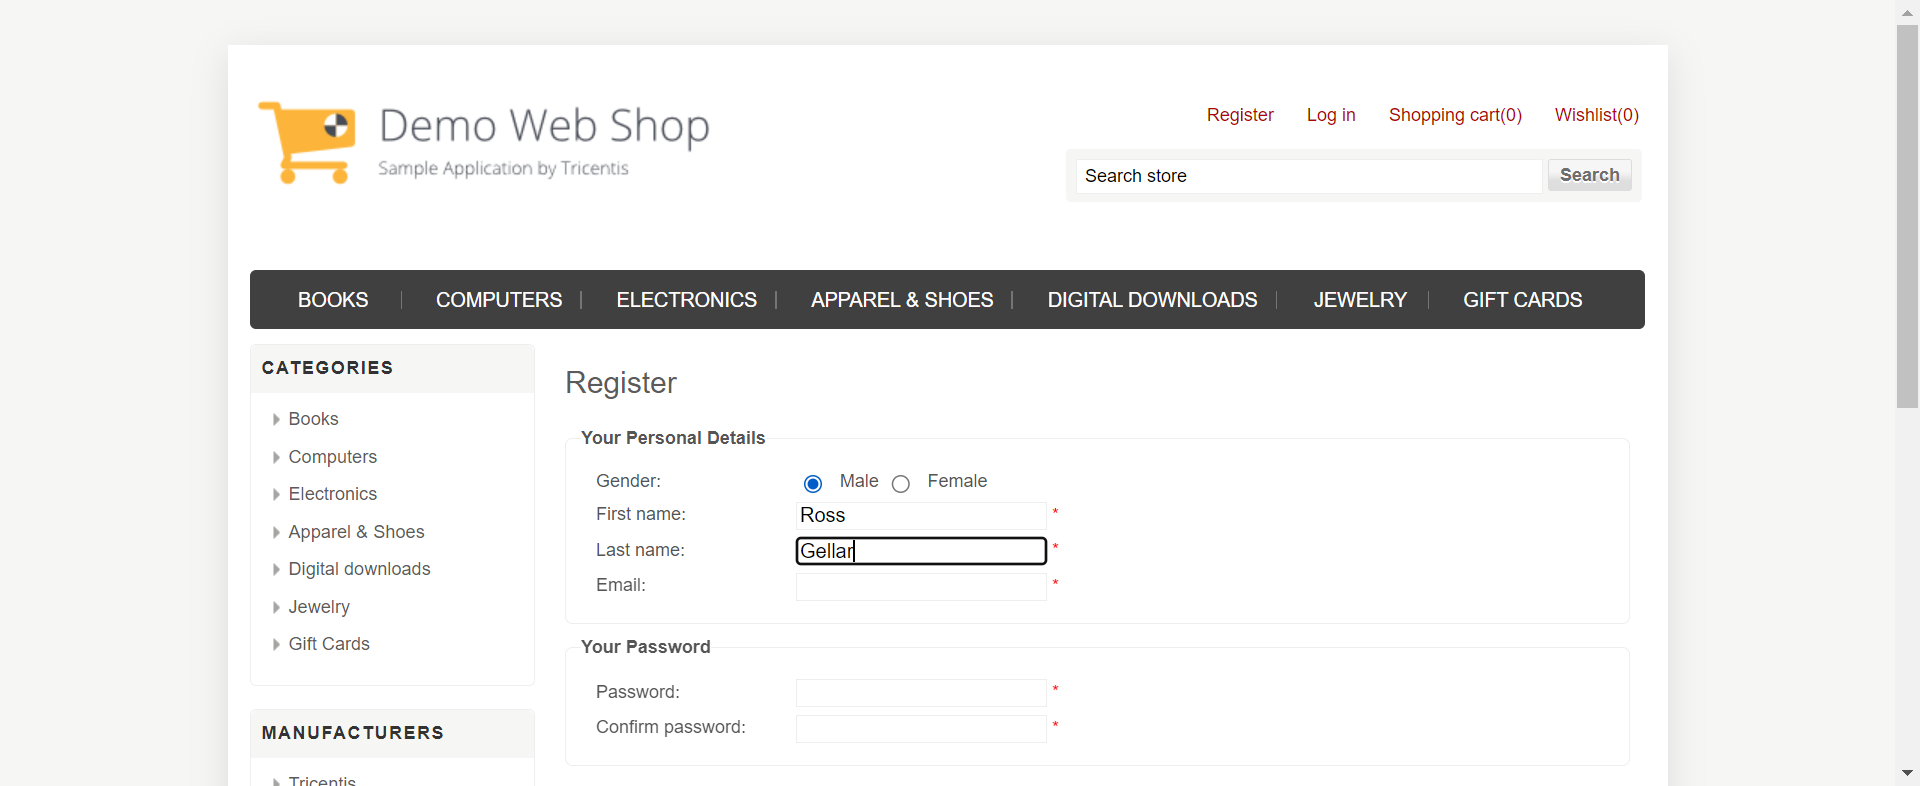 Demo Web Shop
Sample Application by Tricentis
Register Log in Shopping cart(0) Wishlist(0)
Search store Search
BOOKS COMPUTERS ELECTRONICS APPAREL & SHOES DIGITAL DOWNLOADS JEWELRY GIFT CARDS
CATEGORIES
Books
Computers
Electronics
Apparel & Shoes
Digital downloads
Jewelry
Gift Cards
MANUFACTURERS
Tricentis
Register
Your Personal Details
Gender: Male Female
First name: Ross *
Last name: Gellar *
Email: *
Your Password
Password: *
Confirm password: *